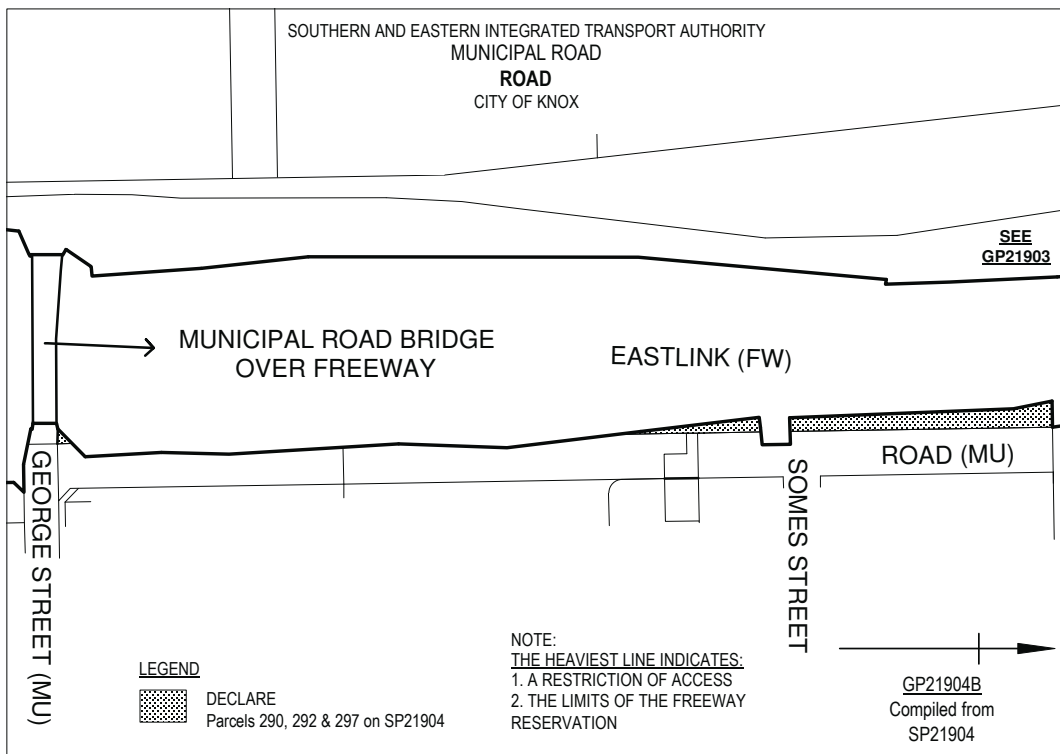 SOUTHERN AND EASTERN INTEGRATED TRANSPORT AUTHORITY
MUNICIPAL ROAD
ROAD
CITY OF KNOX
SEE
GP21903
MUNICIPAL ROAD BRIDGE
OVER FREEWAY
EASTLINK (FW)
ROAD (MU)
GEORGE STREET (MU)
SOMES STREET
LEGEND
DECLARE
Parcels 290, 292 & 297 on SP21904
NOTE:
THE HEAVIEST LINE INDICATES:
1. A RESTRICTION OF ACCESS
2. THE LIMITS OF THE FREEWAY
RESERVATION
GP21904B
Compiled from
SP21904